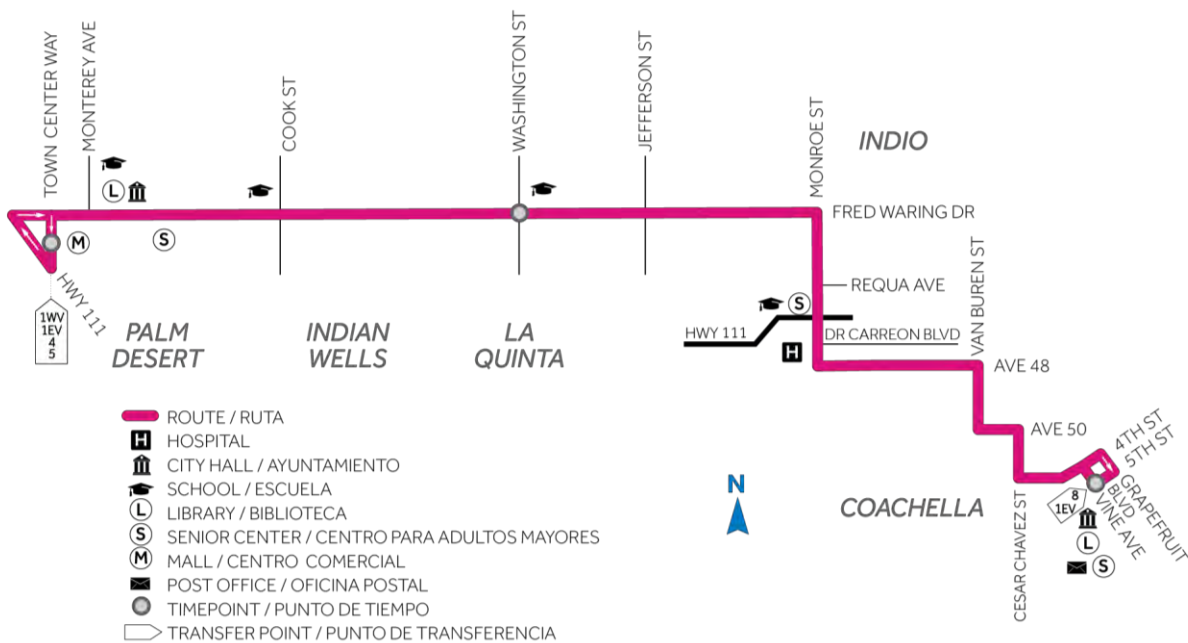 TOWN CENTER WAY
MONTEREY AVE
COOK ST
WASHINGTON ST
JEFFERSON ST
MONROE ST
INDIO
L
FRED WARING DR
M
S
VAN BUREN ST
HWY 111
REQUA AVE
1WV
1EV
4
5
PALM
DESERT
INDIAN
WELLS
LA
QUINTA
S
HWY 111
DR CARREON BLVD
H
AVE 48
AVE 50
4TH ST
5TH ST
GRAPEFRUIT
BLVD
VINE AVE
8
1EV
L
S
CESAR CHAVEZ ST
COACHELLA
N
ROUTE / RUTA
H HOSPITAL
CITY HALL / AYUNTAMIENTO
SCHOOL / ESCUELA
L LIBRARY / BIBLIOTECA
S SENIOR CENTER / CENTRO PARA ADULTOS MAYORES
M MALL / CENTRO COMERCIAL
POST OFFICE / OFICINA POSTAL
TIMEPOINT / PUNTO DE TIEMPO
TRANSFER POINT / PUNTO DE TRANSFERENCIA